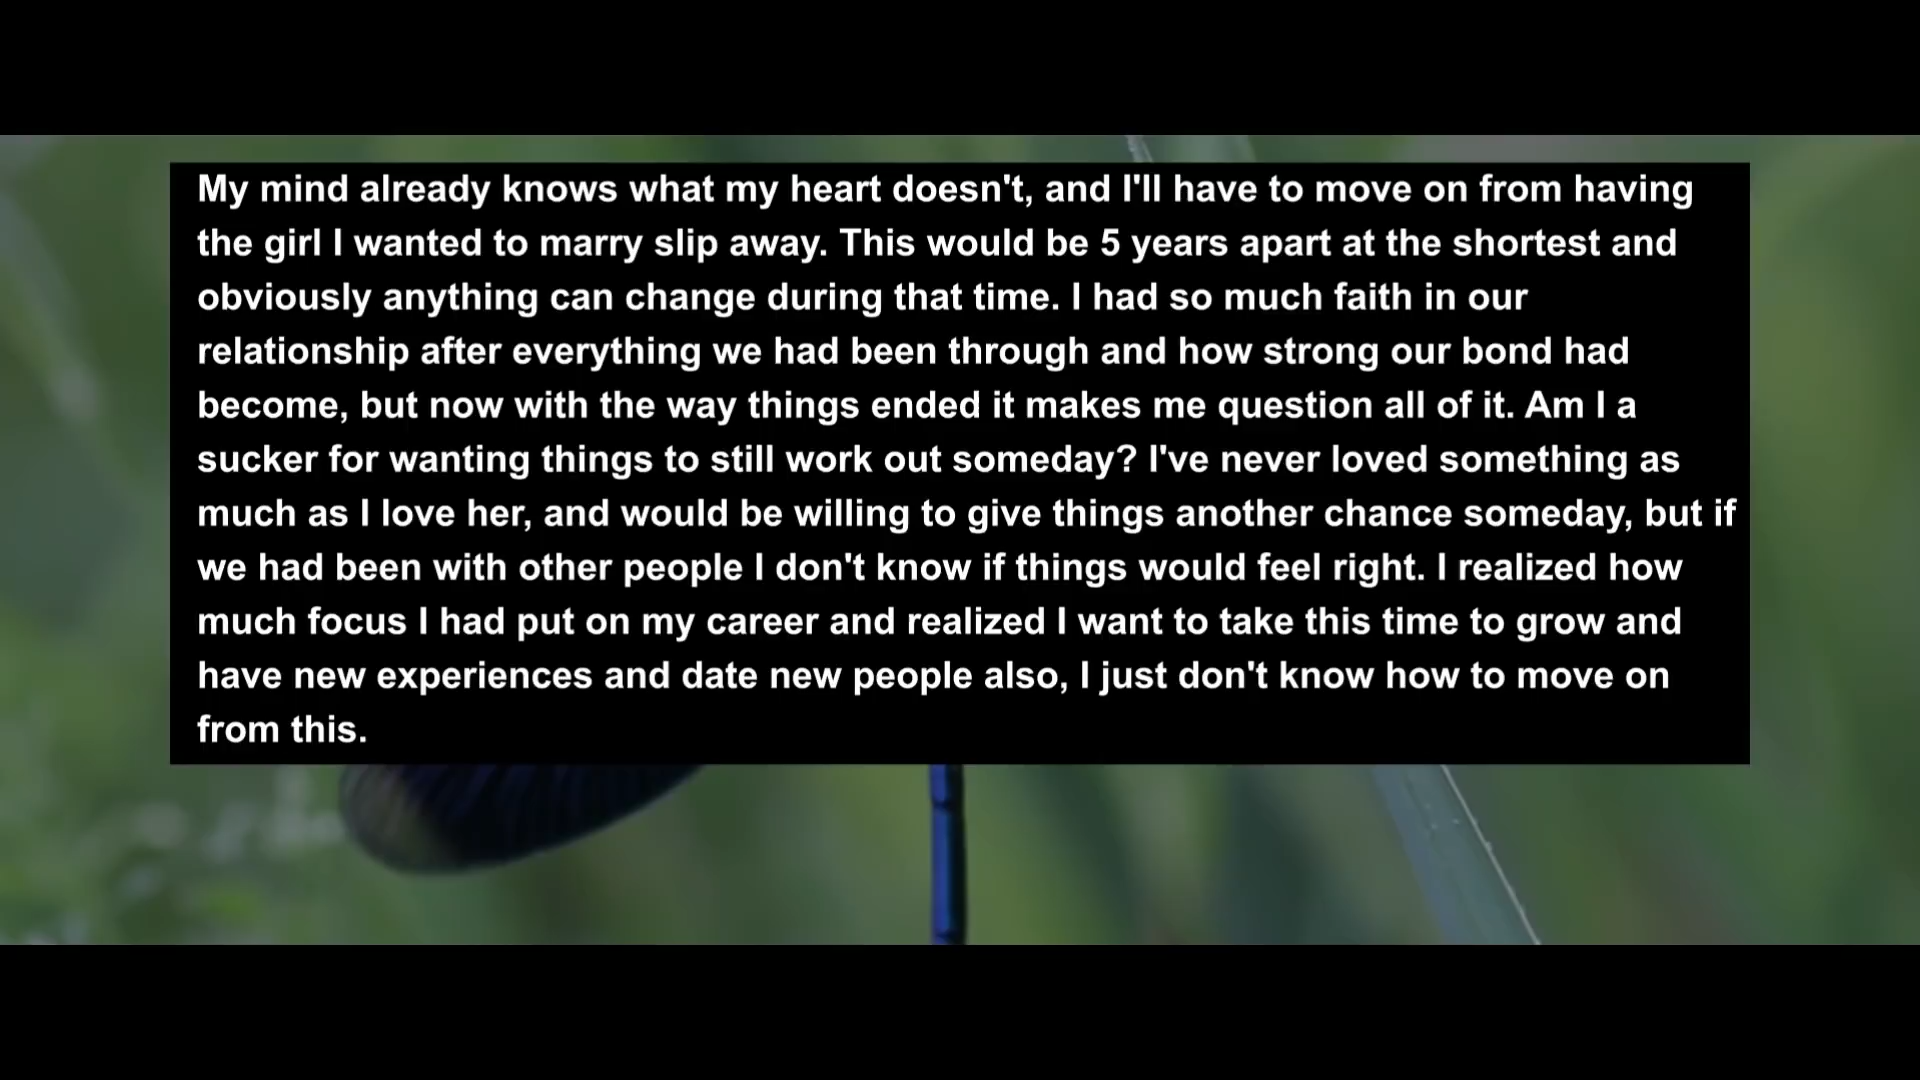 My mind already knows what my heart doesn't, and I'll have to move on from having
the girl I wanted to marry slip away. This would be 5 years apart at the shortest and
obviously anything can change during that time. I had so much faith in our
relationship after everything we had been through and how strong our bond had
become, but now with the way things ended it makes me question all of it. Am I a
sucker for wanting things to still work out someday? I've never loved something as
much as I love her, and would be willing to give things another chance someday, but if
we had been with other people I don't know if things would feel right. I realized how
much focus I had put on my career and realized I want to take this time to grow and
have new experiences and date new people also, I just don't know how to move on
from this.